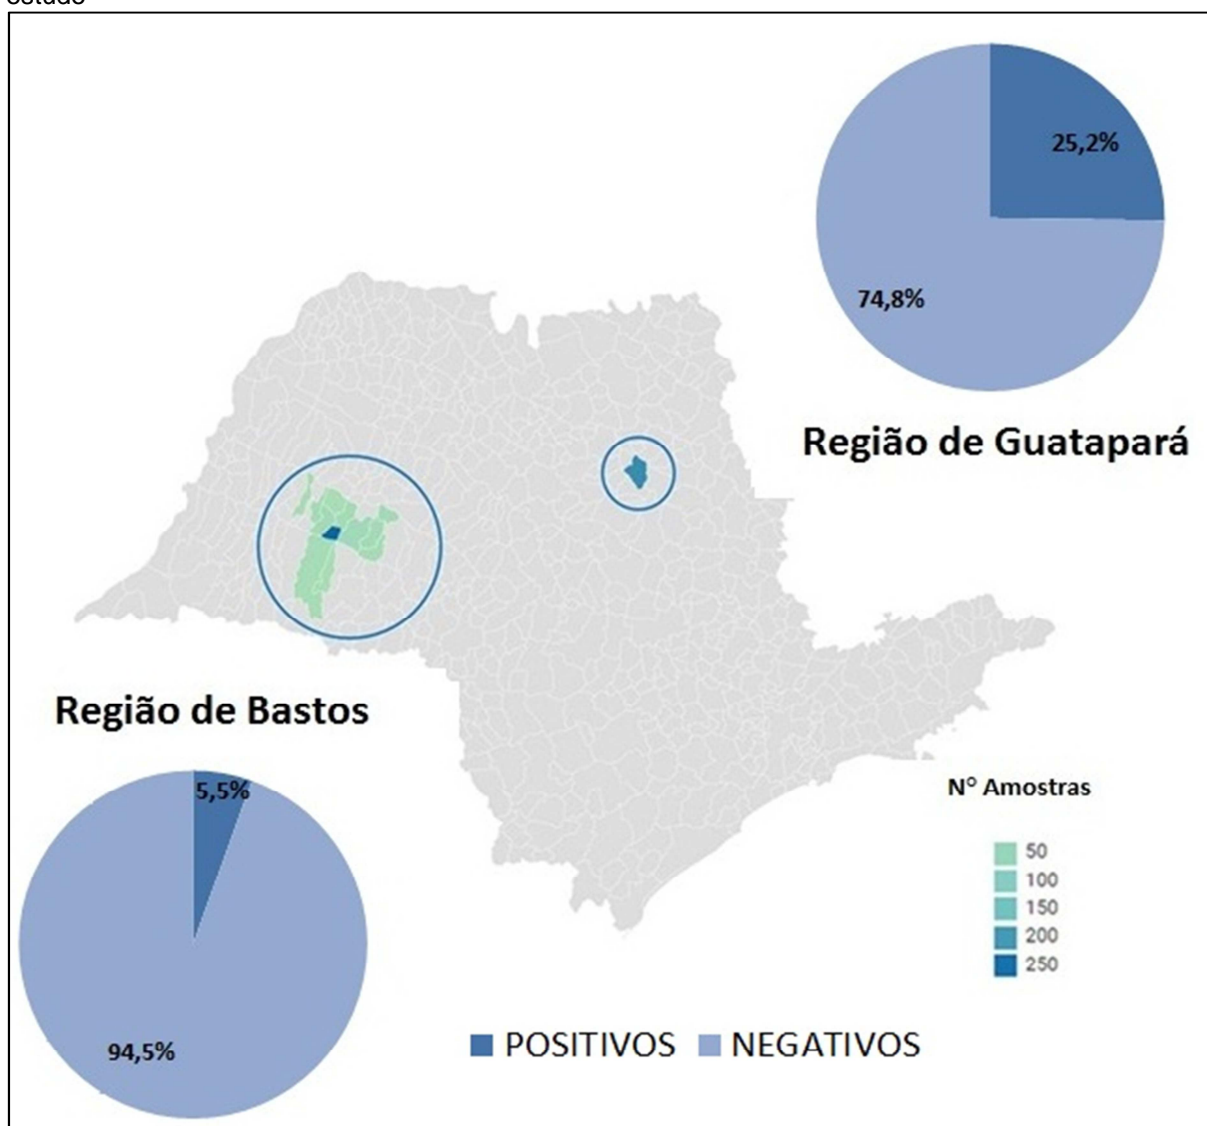 estudo
25,2%
74,8%
Região de Guatapará
Região de Bastos
5,5%
94,5%
N° Amostras
50
100
150
200
250
POSITIVOS NEGATIVOS